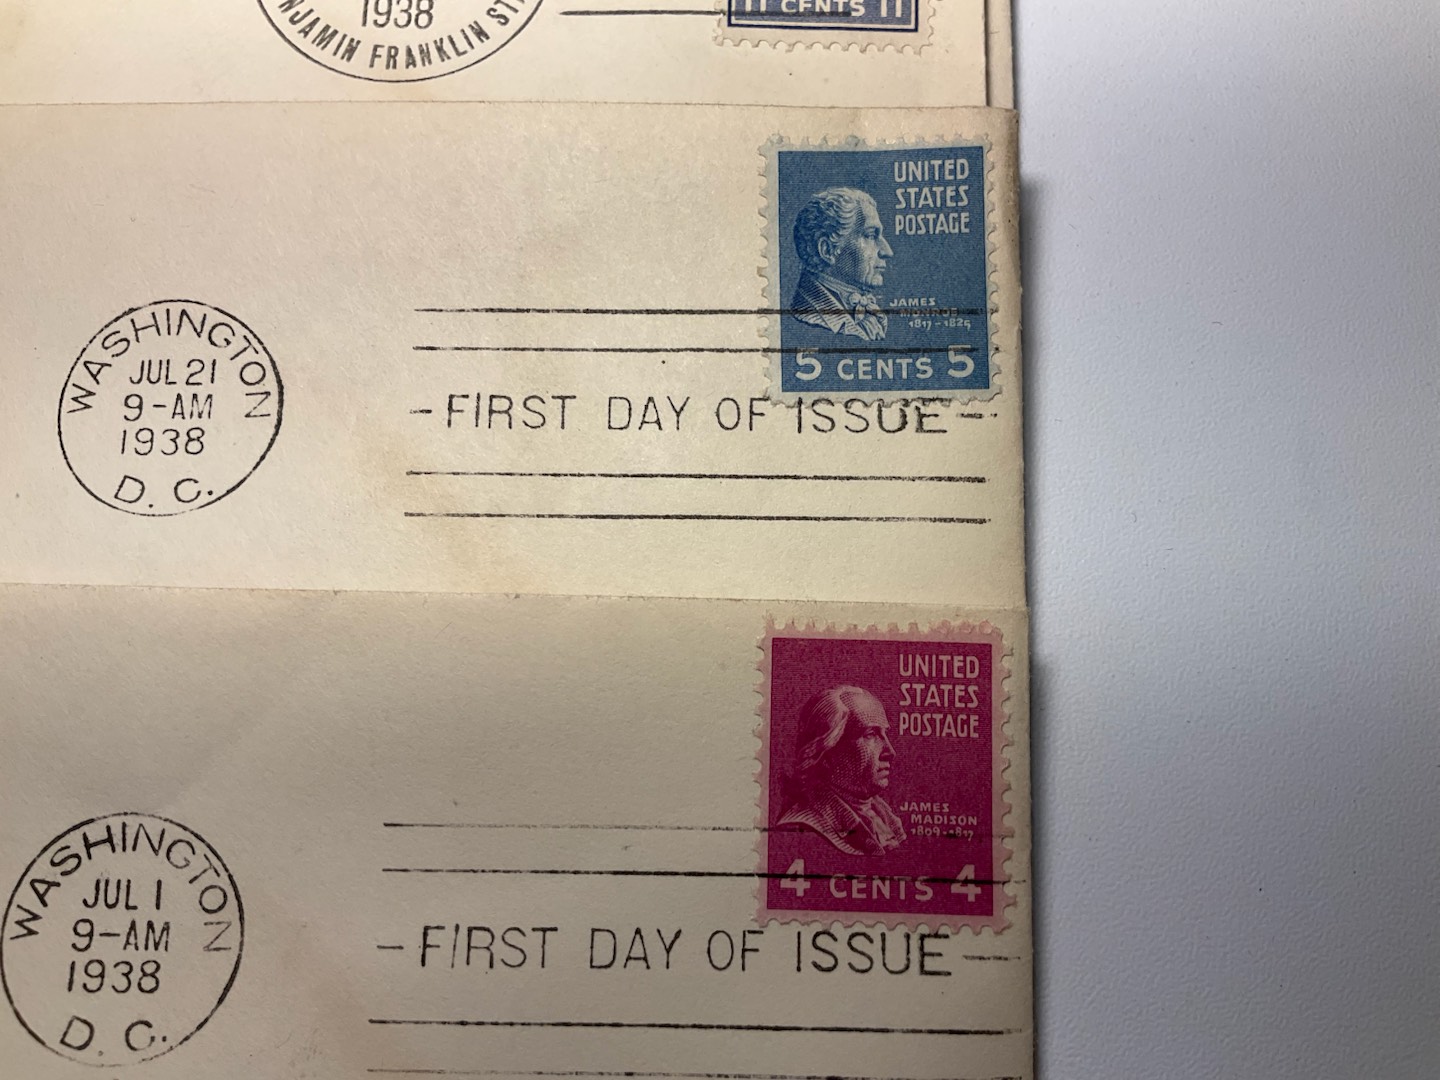 1938
NJAMIN FRANKLIN ST
11 CENTS 11
UNITED
STATES
POSTAGE
JAMES
MONROE
1817-1825
5 CENTS 5
WASHINGTON
JUL 21
9-AM
1938
D. C.
-FIRST DAY OF ISSUE-
UNITED
STATES
POSTAGE
JAMES
MADISON
1809-1817
4 CENTS 4
WASHINGTON
JUL 1
9-AM
1938
D. C.
-FIRST DAY OF ISSUE-